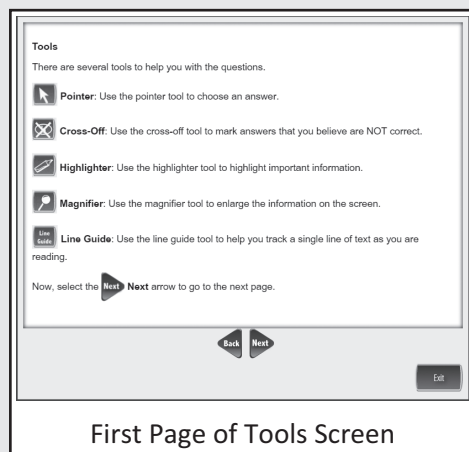 Tools
There are several tools to help you with the questions.
Pointer: Use the pointer tool to choose an answer.
Cross-Off: Use the cross-off tool to mark answers that you believe are NOT correct.
Highlighter: Use the highlighter tool to highlight important information.
Magnifier: Use the magnifier tool to enlarge the information on the screen.
Line Guide Line Guide: Use the line guide tool to help you track a single line of text as you are
reading.
Now, select the Next Next arrow to go to the next page.
Back Next
Exit
First Page of Tools Screen